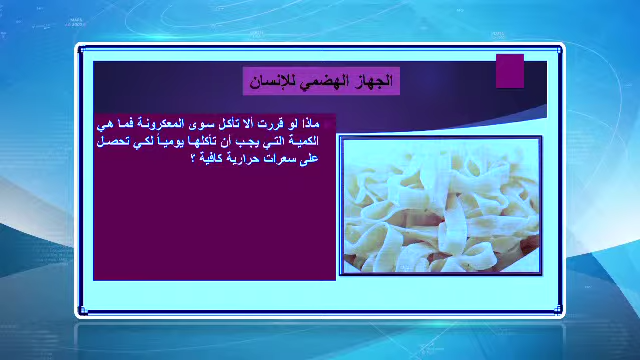 الجهاز الهضمي للإنسان
ماذا لو قررت ألا تأكل سوى المعكرونة فما هي
الكمية التي يجب أن تأكلها يومياً لكي تحصل
على سعرات حرارية كافية ؟